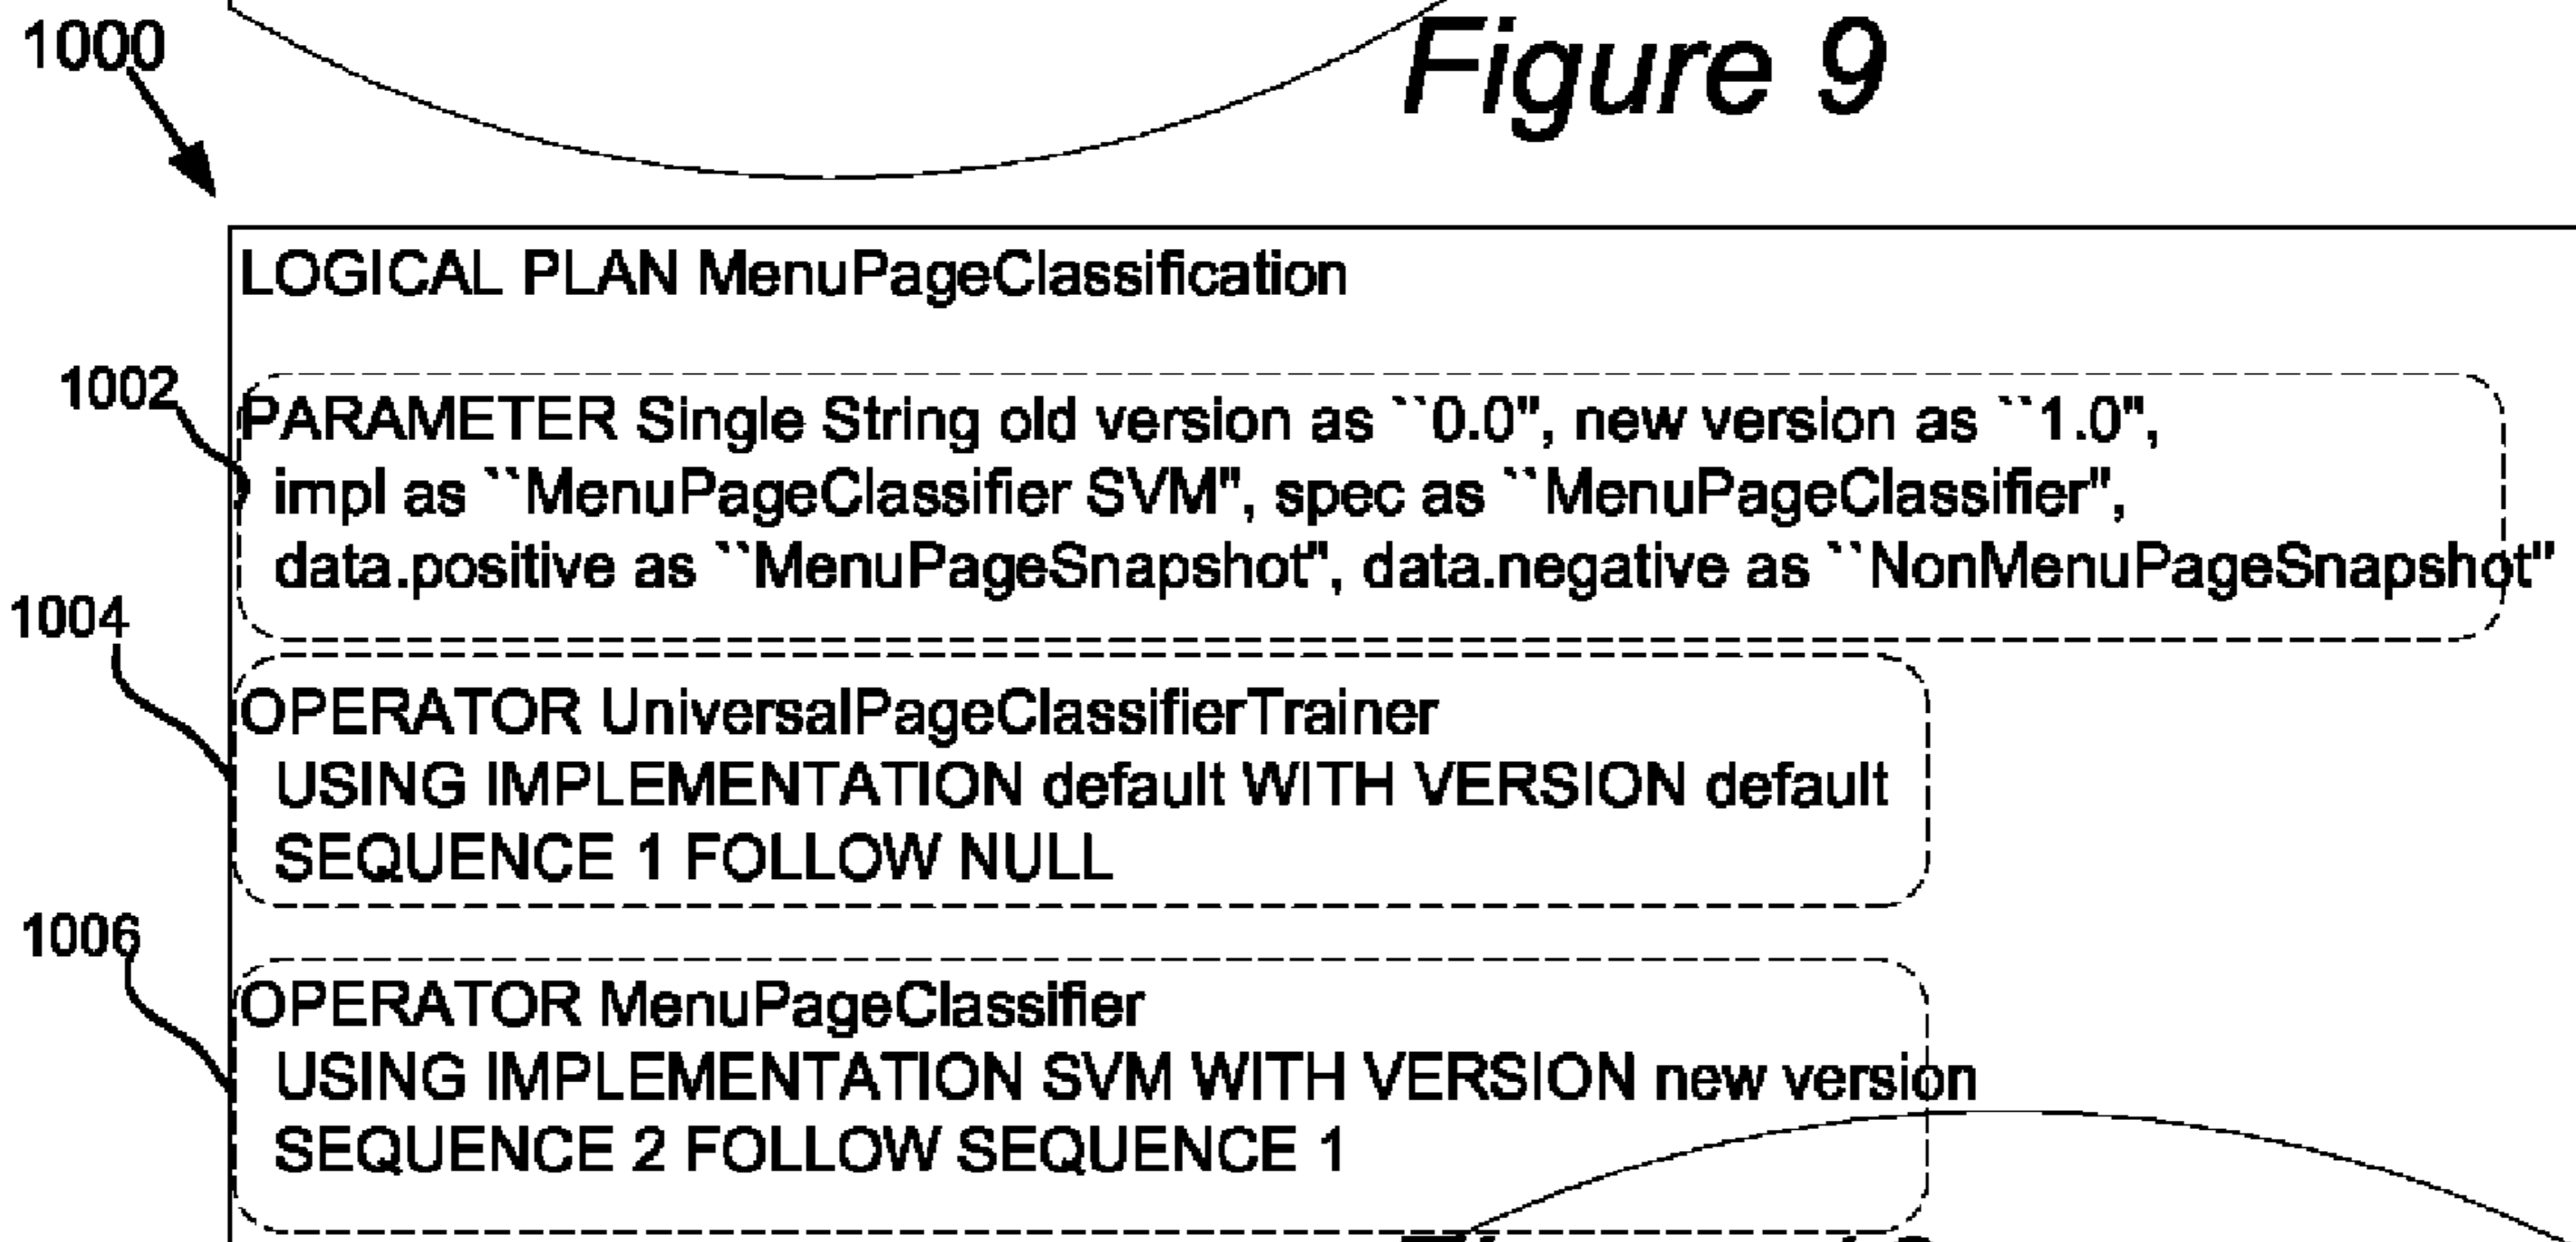 1000
Figure 9
LOGICAL PLAN MenuPageClassification
1002
PARAMETER Single String old version as ``0.0", new version as ``1.0",
impl as ``MenuPageClassifier SVM", spec as ``MenuPageClassifier",
data.positive as ``MenuPageSnapshot", data.negative as ``NonMenuPageSnapshot"
1004
OPERATOR UniversalPageClassifierTrainer
USING IMPLEMENTATION default WITH VERSION default
SEQUENCE 1 FOLLOW NULL
1006
OPERATOR MenuPageClassifier
USING IMPLEMENTATION SVM WITH VERSION new version
SEQUENCE 2 FOLLOW SEQUENCE 1